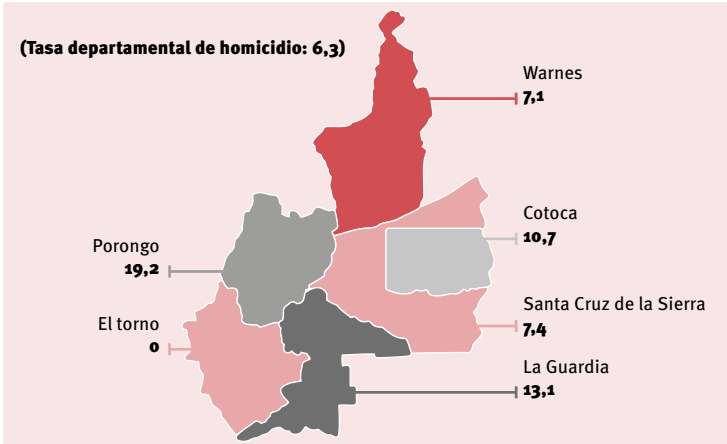 (Tasa departamental de homicidio: 6,3)
Warnes
7,1
Cotoca
10,7
Porongo
19,2
Santa Cruz de la Sierra
7,4
El torno
0
La Guardia
13,1